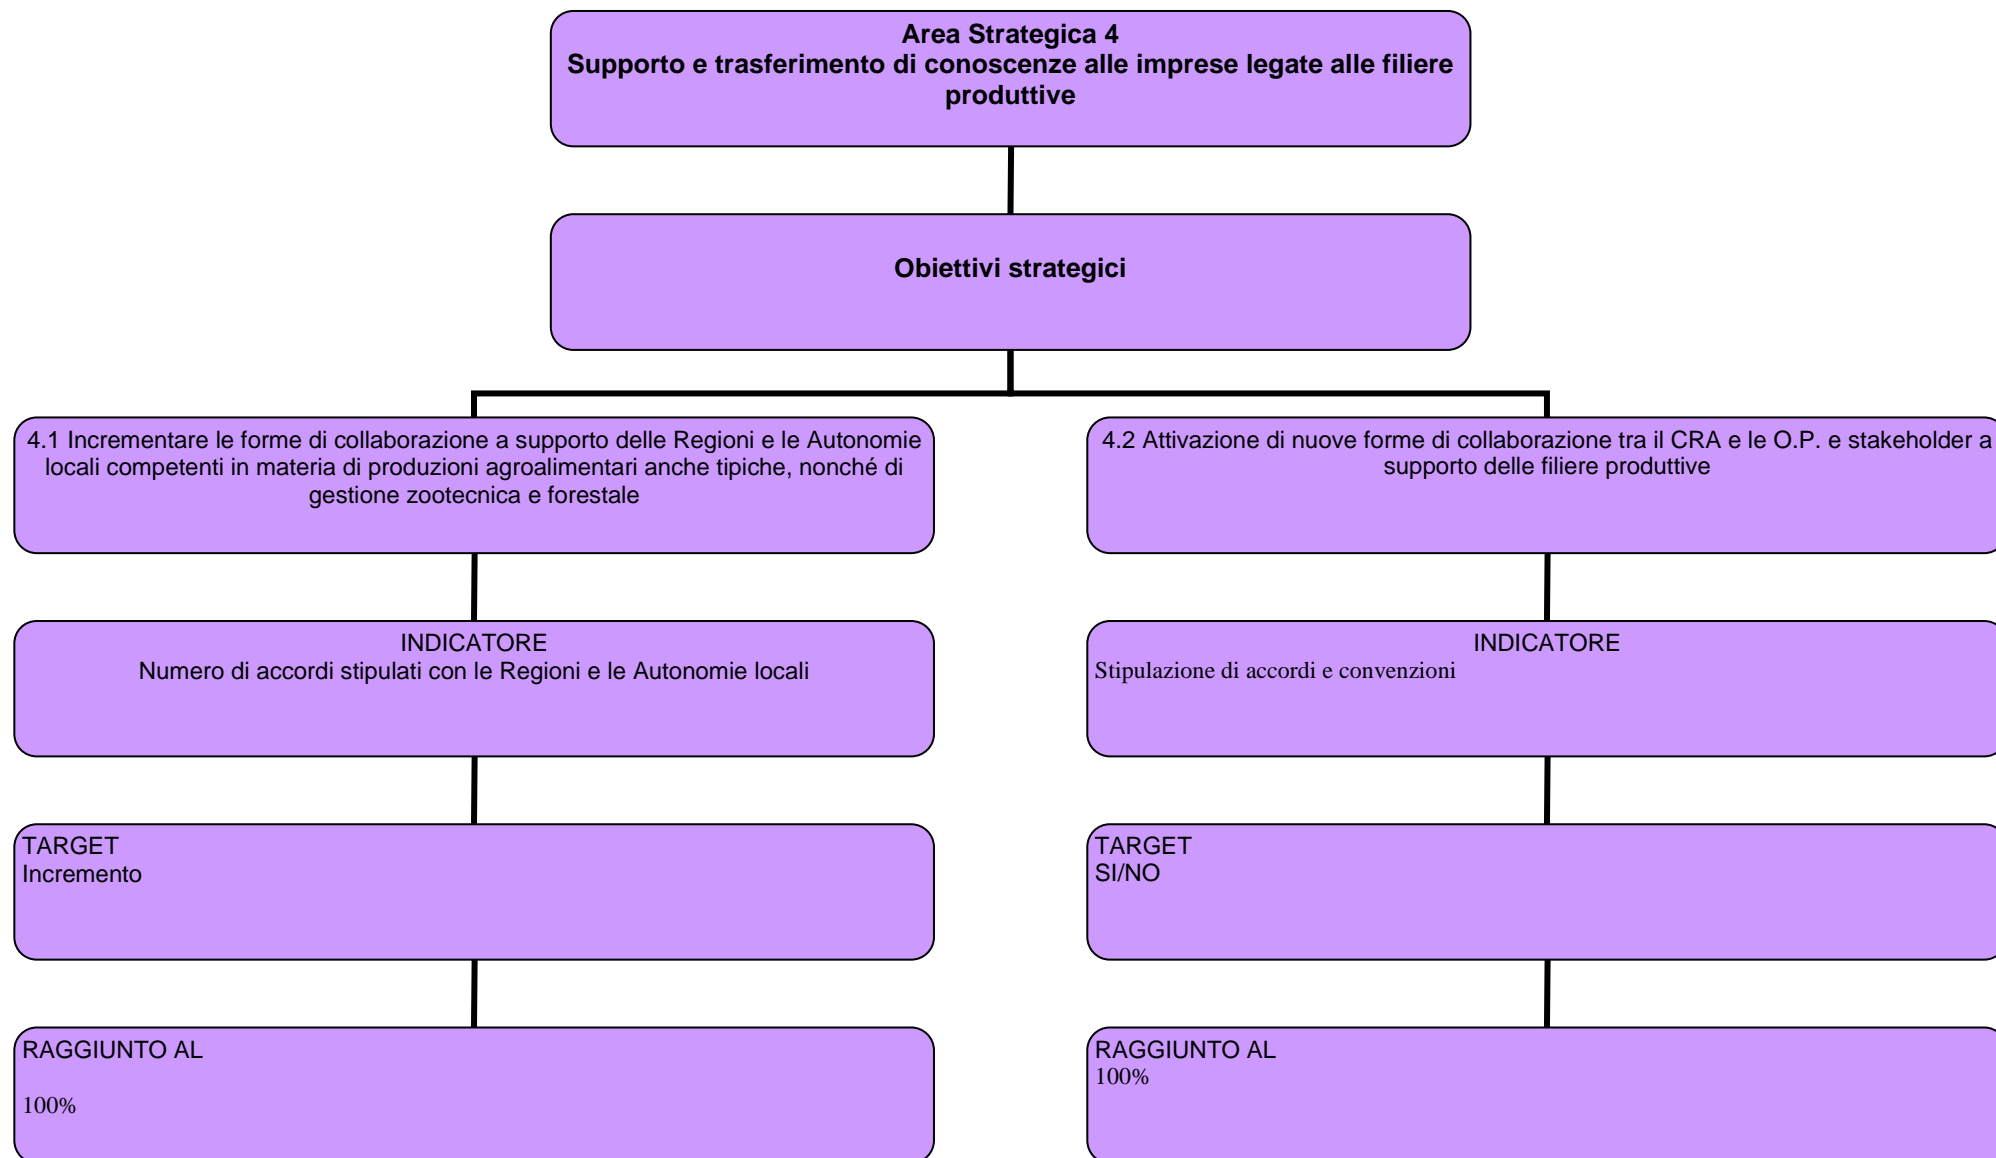 Area Strategica 4
Supporto e trasferimento di conoscenze alle imprese legate alle filiere
produttive
Obiettivi strategici
4.1 Incrementare le forme di collaborazione a supporto delle Regioni e le Autonomie
locali competenti in materia di produzioni agroalimentari anche tipiche, nonché di
gestione zootecnica e forestale
4.2 Attivazione di nuove forme di collaborazione tra il CRA e le O.P. e stakeholder a
supporto delle filiere produttive
INDICATORE
Numero di accordi stipulati con le Regioni e le Autonomie locali
INDICATORE
Stipulazione di accordi e convenzioni
TARGET
Incremento
TARGET
SI/NO
RAGGIUNTO AL
100%
RAGGIUNTO AL
100%